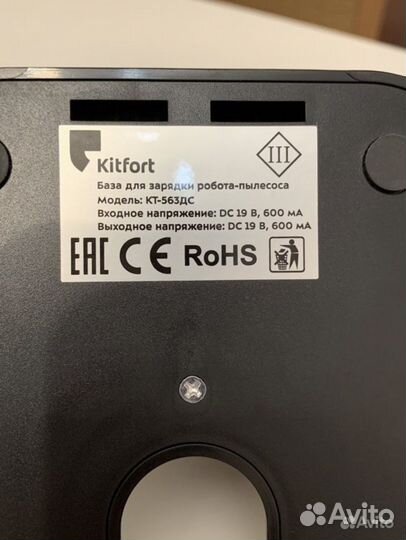 Kitfort
III
База для зарядки робота-пылесоса
Модель: КТ-563ДС
Входное напряжение: DC 19 В, 600 мА
Выходное напряжение: DC 19 В, 600 мА
EAC CE RoHS
Avito